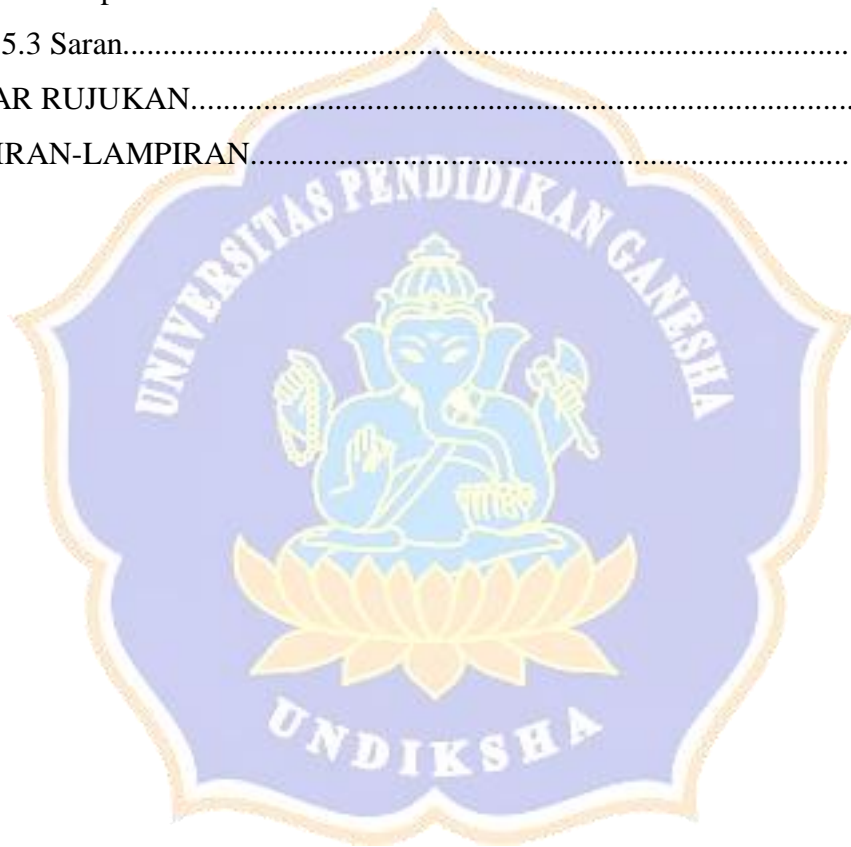 5.3 Saran.....................................................................................................
AR RUJUKAN.....................................................................................................
IRAN-LAMPIRAN.....................................................................................................
UNIVERSITAS PENDIDIKAN GANESHA
UNDIKSHA